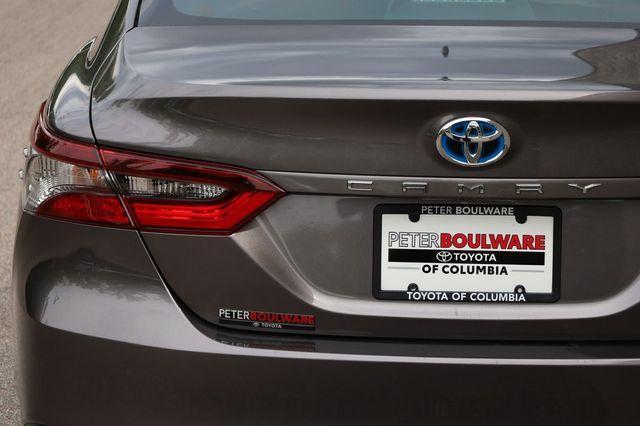 CAMRY
PETER BOULWARE
PETERBOULWARE
TOYOTA
OF COLUMBIA
TOYOTA OF COLUMBIA
PETERBOULWARE
TOYOTA